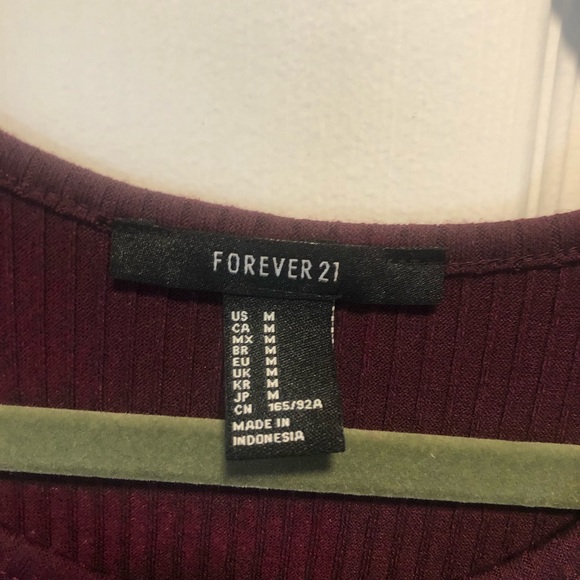 FOREVER 21
US M
CA M
MX M
BR M
EU M
UK M
KR M
JP M
CN 165/92A
MADE IN
INDONESIA